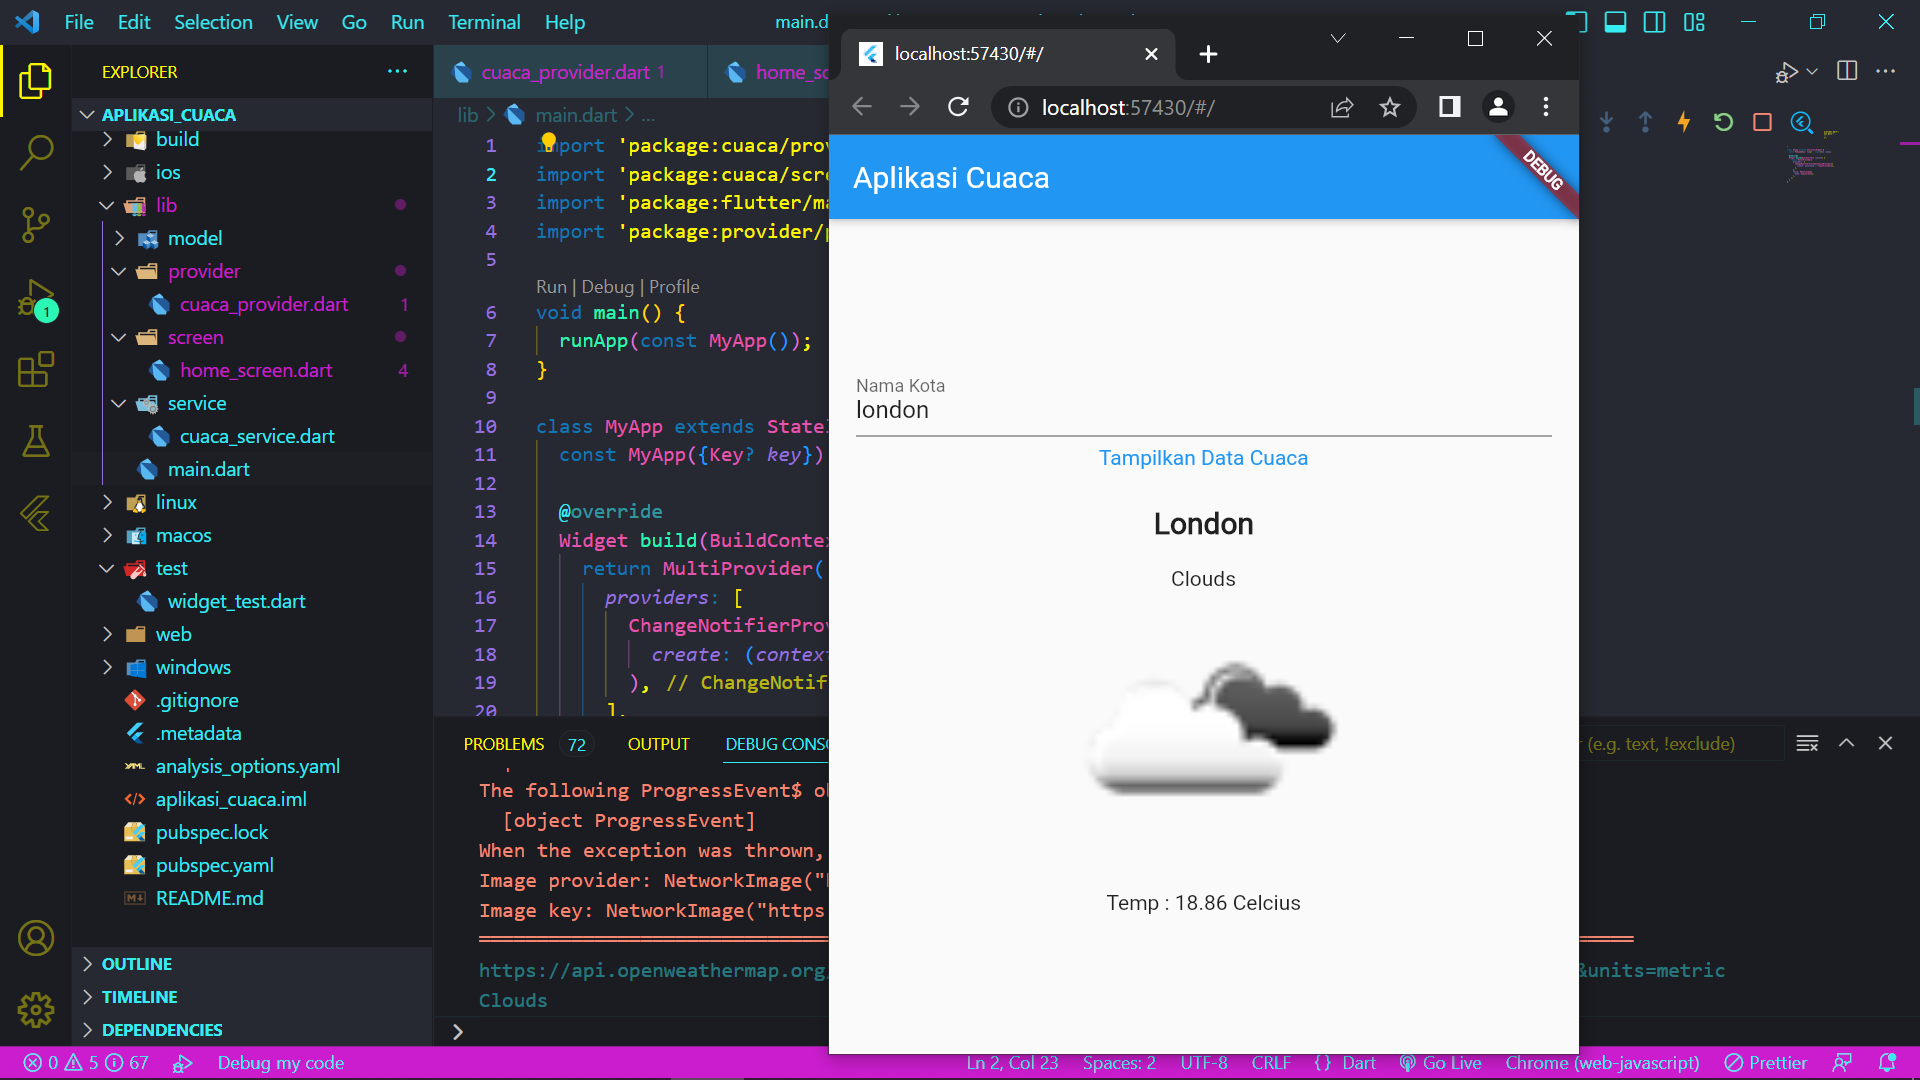 File Edit Selection View Go Run Terminal Help
main.d
EXPLORER
APLIKASI_CUACA
build
ios
lib
model
provider
cuaca_provider.dart 1
screen
home_screen.dart 4
service
cuaca_service.dart
main.dart
linux
macos
test
widget_test.dart
web
windows
.gitignore
.metadata
analysis_options.yaml
aplikasi_cuaca.iml
pubspec.lock
pubspec.yaml
README.md
OUTLINE
TIMELINE
DEPENDENCIES
1
cuaca_provider.dart 1
home_s
lib > main.dart > ...
1 import 'package:cuaca/prov
2 import 'package:cuaca/scre
3 import 'package:flutter/ma
4 import 'package:provider/p
5
Run | Debug | Profile
6 void main() {
7 runApp(const MyApp());
8 }
9
10 class MyApp extends State
11 const MyApp({Key? key})
12
13 @override
14 Widget build(BuildConte
15 return MultiProvider(
16 providers: [
17 ChangeNotifierPro
18 create: (context
19 ), // ChangeNotif
20 ],
PROBLEMS 72 OUTPUT DEBUG CONSO
(e.g. text, !exclude)
The following ProgressEvent$ o
[object ProgressEvent]
When the exception was thrown,
Image provider: NetworkImage("
Image key: NetworkImage("https
https://api.openweathermap.org
&units=metric
Clouds
localhost:57430/#/
localhost:57430/#/
Aplikasi Cuaca
DEBUG
Nama Kota
london
Tampilkan Data Cuaca
London
Clouds
Temp : 18.86 Celcius
0 5 67 Debug my code
Ln 2, Col 23 Spaces: 2 UTF-8 CRLF {} Dart Go Live Chrome (web-javascript) Prettier